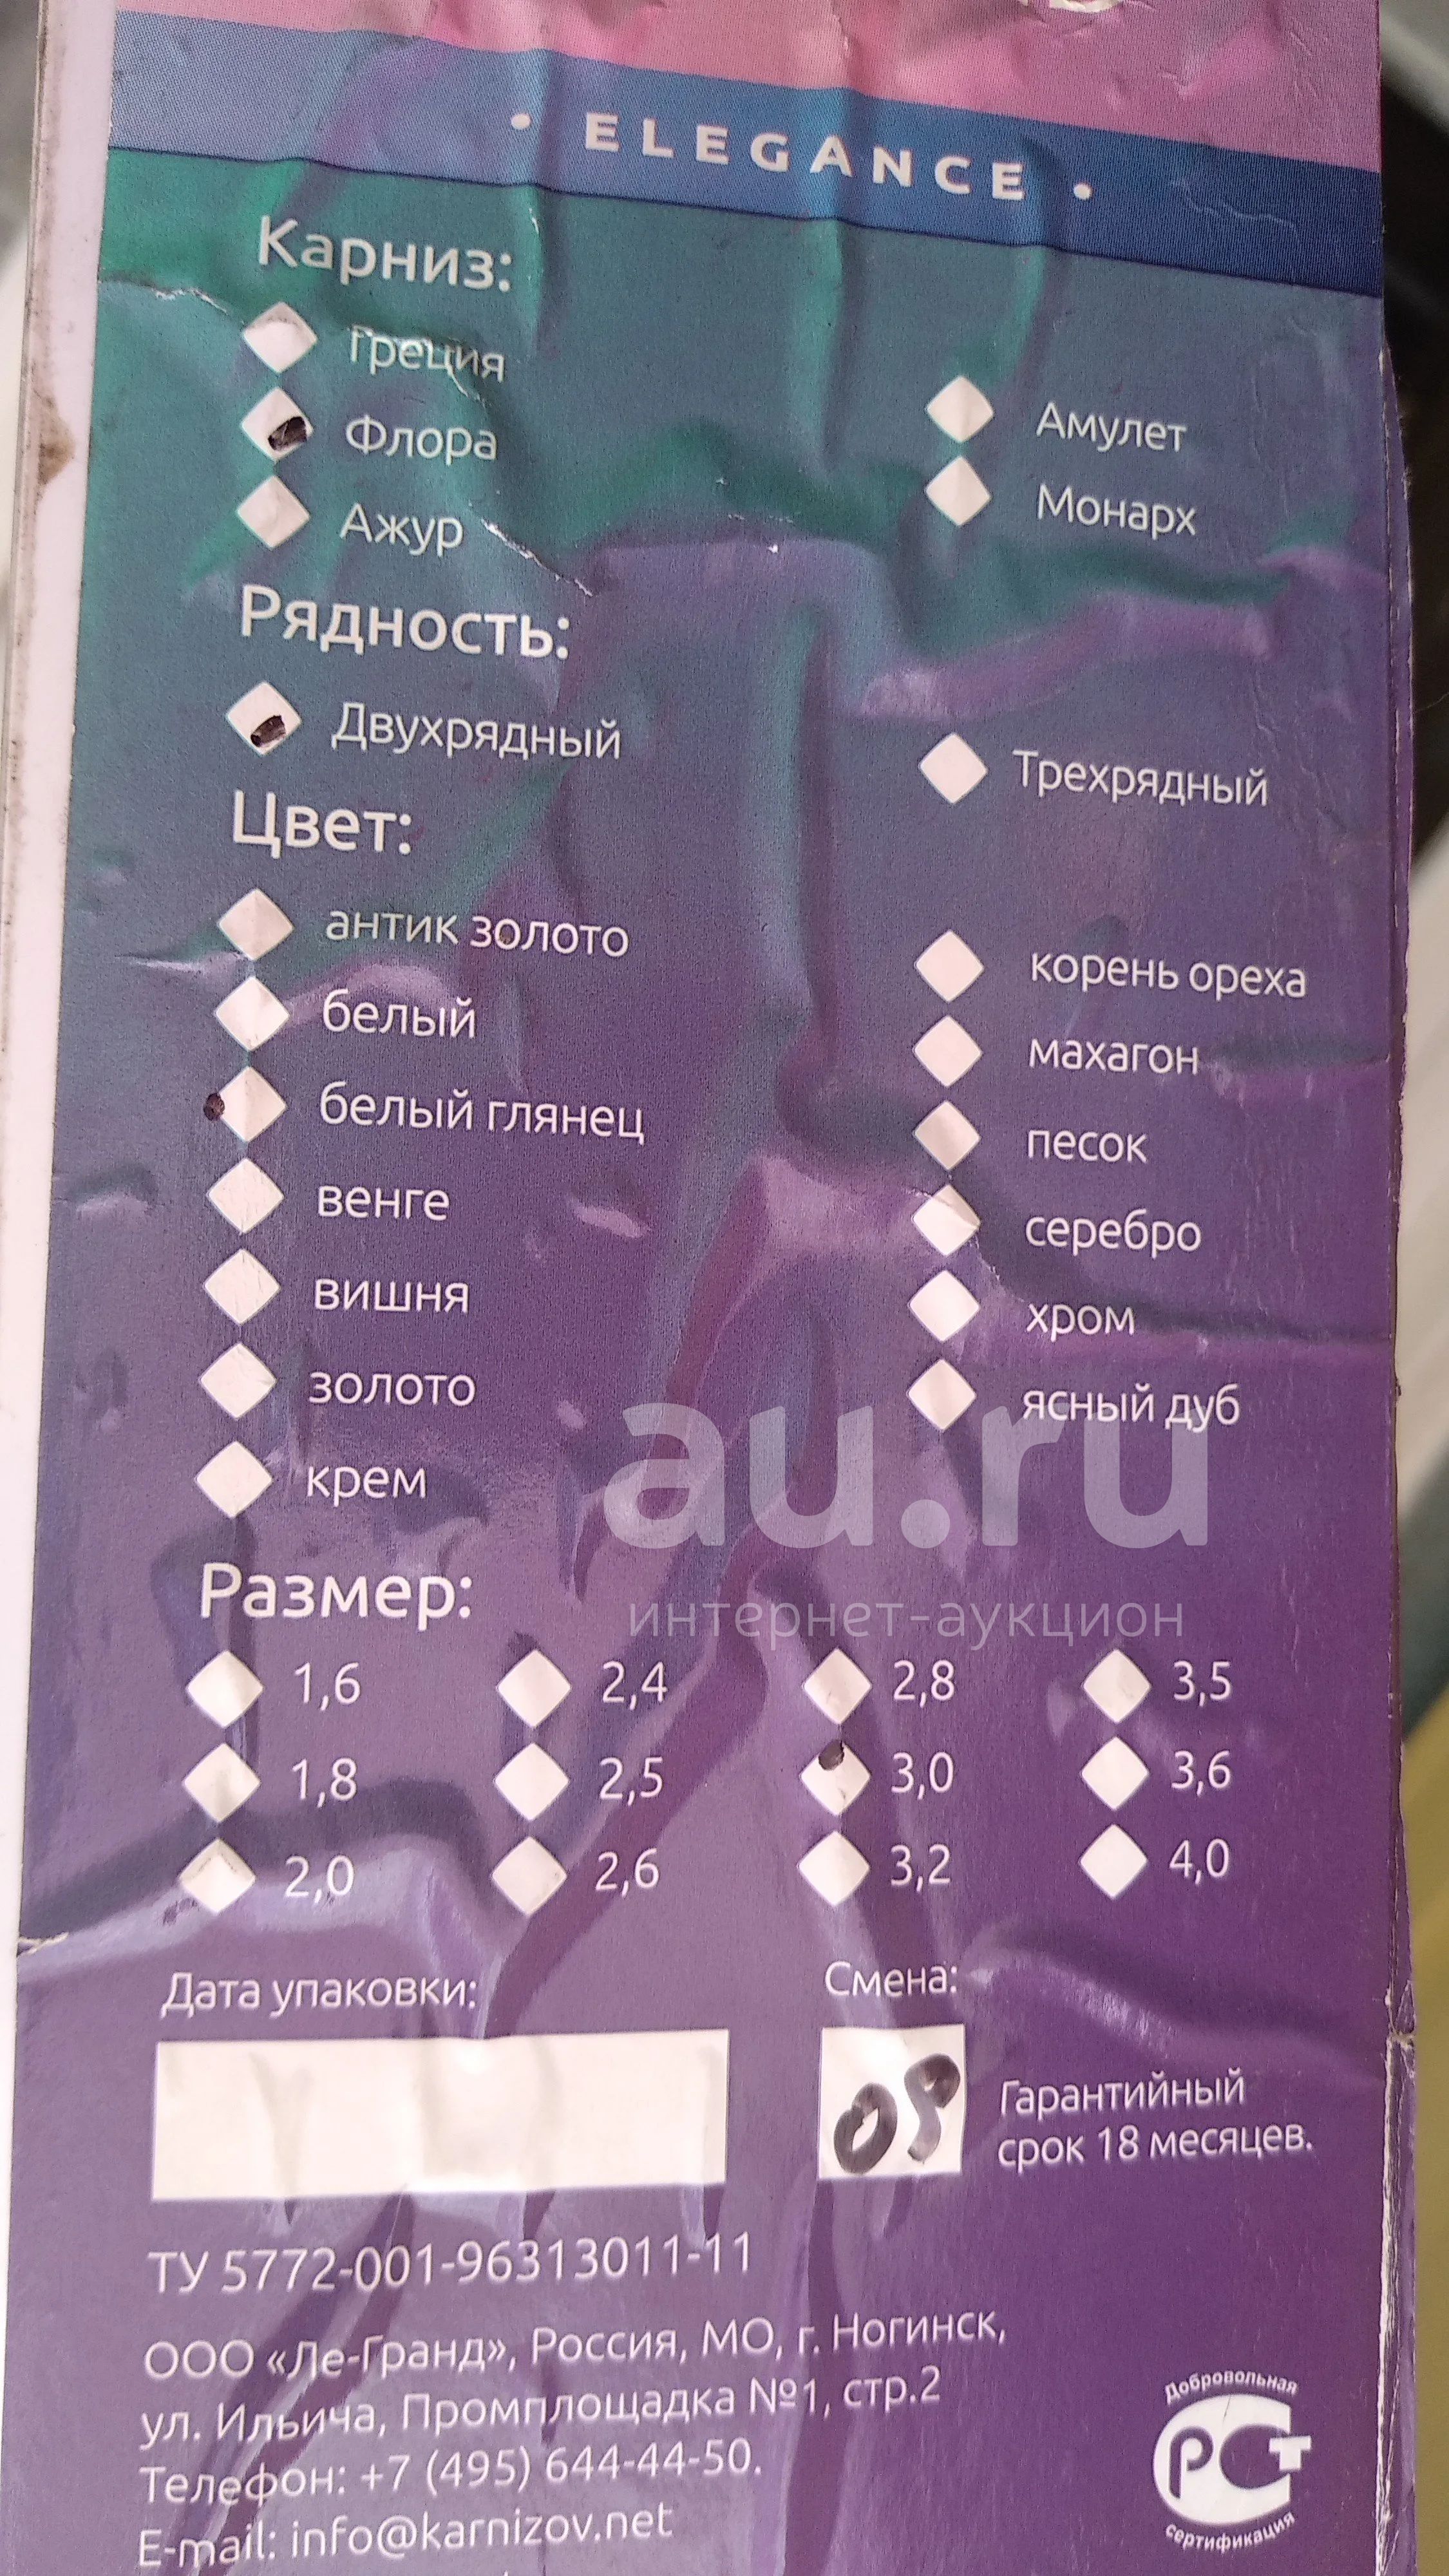 • ELEGANCE •
Карниз:
Греция
Флора
Ажур
Амулет
Монарх
Рядность:
Двухрядный
Трехрядный
Цвет:
антик золото
белый
белый глянец
венге
вишня
золото
крем
корень ореха
махагон
песок
серебро
хром
ясный дуб
au.ru
интернет-аукцион
Размер:
1,6 2,4 2,8 3,5
1,8 2,5 3,0 3,6
2,0 2,6 3,2 4,0
Дата упаковки:
Смена:
08
Гарантийный
срок 18 месяцев.
ТУ 5772-001-96313011-11
ООО «Ле-Гранд», Россия, МО, г. Ногинск,
ул. Ильича, Промплощадка №1, стр.2
Телефон: +7 (495) 644-44-50.
E-mail: info@karnizov.net
Добровольная
РСТ
сертификация